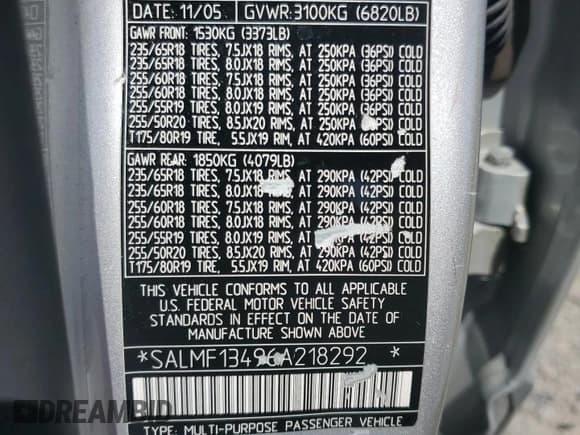 DATE: 11/05 GVWR: 3100KG (6820LB)
GAWR FRONT: 1530KG (3373LB)
235/65R18 TIRES, 7.5JX18 RIMS, AT 250KPA (36PSI) COLD
235/65R18 TIRES, 8.0JX18 RIMS, AT 250KPA (36PSI) COLD
255/60R18 TIRES, 7.5JX18 RIMS, AT 250KPA (36PSI) COLD
255/60R18 TIRES, 8.0JX18 RIMS, AT 250KPA (36PSI) COLD
255/55R19 TIRES, 8.0JX19 RIMS, AT 250KPA (36PSI) COLD
255/50R20 TIRES, 8.5JX20 RIMS, AT 250KPA (36PSI) COLD
T175/80R19 TIRE, 5.5JX19 RIM, AT 420KPA (60PSI) COLD
GAWR REAR: 1850KG (4079LB)
235/65R18 TIRES, 7.5JX18 RIMS, AT 290KPA (42PSI) COLD
235/65R18 TIRES, 8.0JX18 RIMS, AT 290KPA (42PSI) COLD
255/60R18 TIRES, 7.5JX18 RIMS, AT 290KPA (42PSI) COLD
255/60R18 TIRES, 8.0JX18 RIMS, AT 290KPA (42PSI) COLD
255/55R19 TIRES, 8.0JX19 RIMS, AT 290KPA (42PSI) COLD
255/50R20 TIRES, 8.5JX20 RIMS, AT 290KPA (42PSI) COLD
T175/80R19 TIRE, 5.5JX19 RIM, AT 420KPA (60PSI) COLD
THIS VEHICLE CONFORMS TO ALL APPLICABLE
U.S. FEDERAL MOTOR VEHICLE SAFETY
STANDARDS IN EFFECT ON THE DATE OF
MANUFACTURE SHOWN ABOVE
*SALMF13496A218292 *
TYPE: MULTI-PURPOSE PASSENGER VEHICLE
DREAMBID